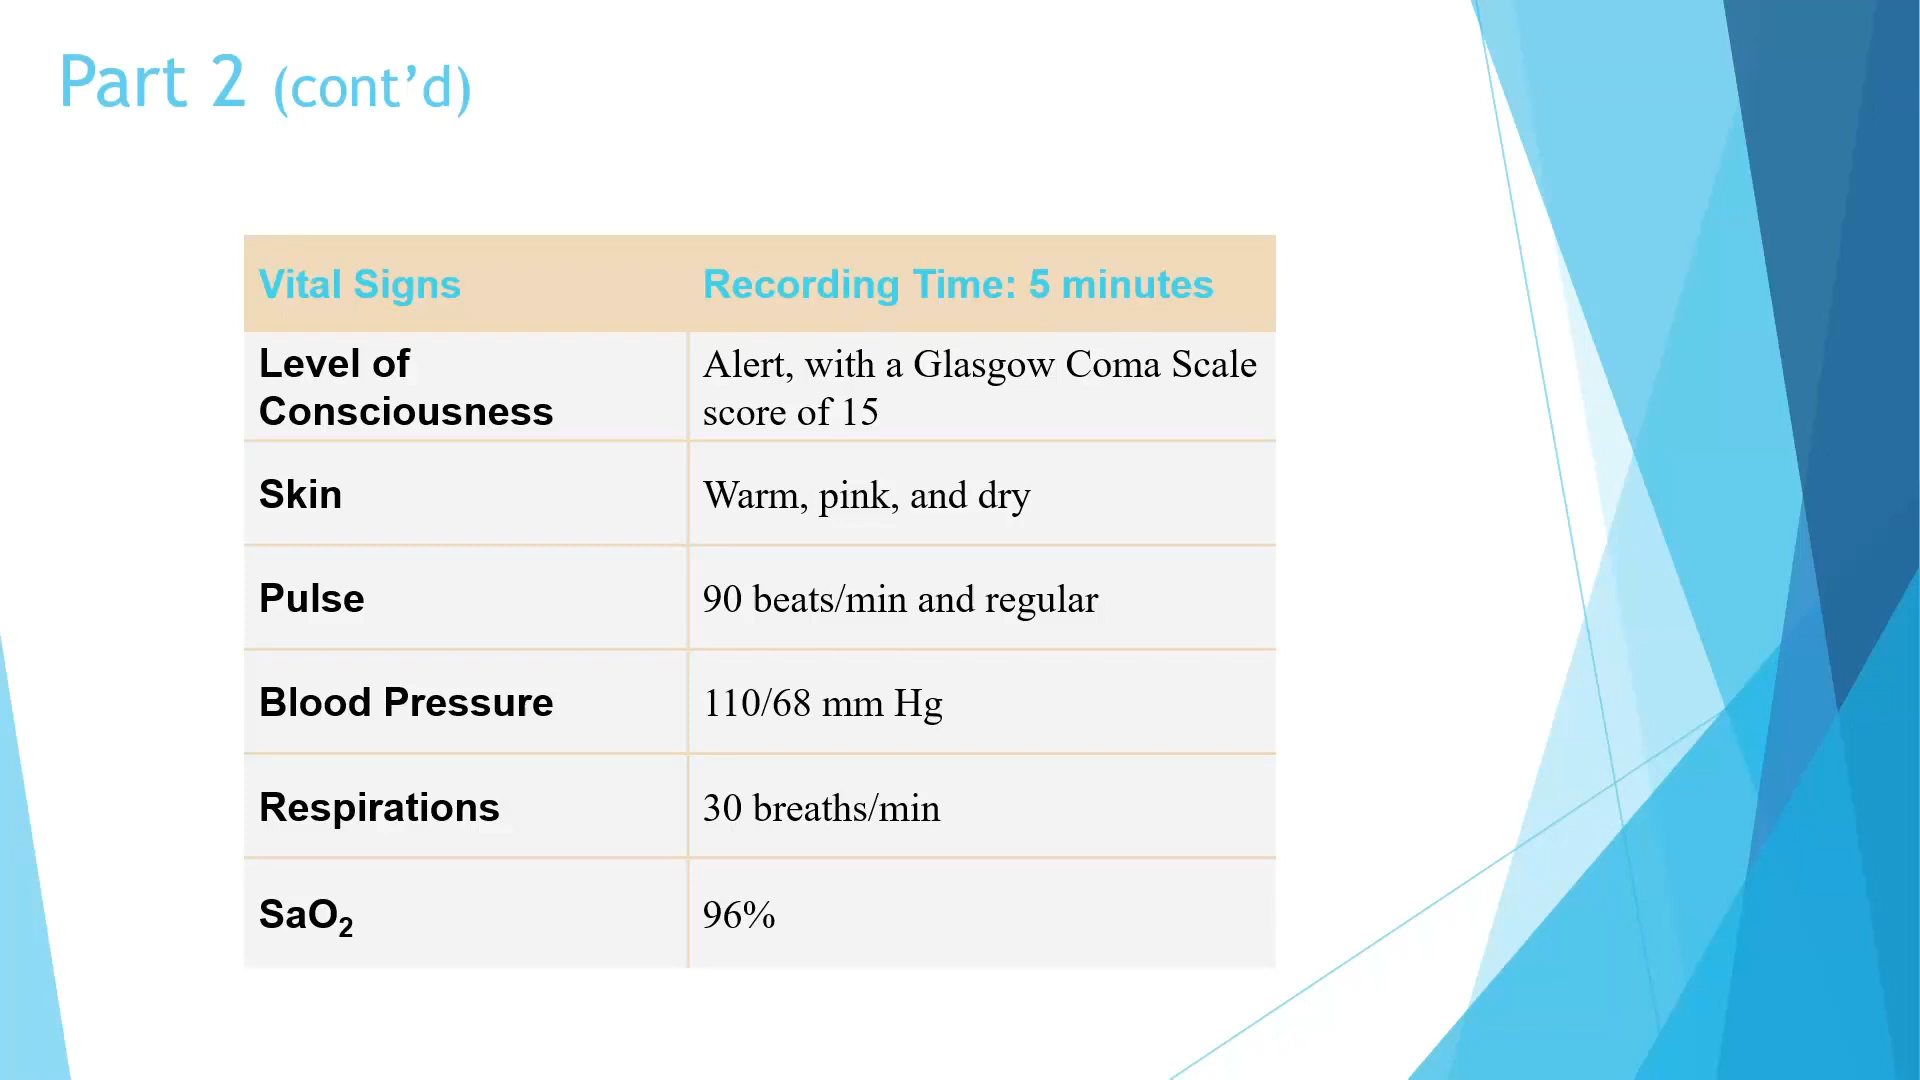 Part 2 (cont’d)
Vital Signs
Recording Time: 5 minutes
Level of
Consciousness
Alert, with a Glasgow Coma Scale
score of 15
Skin
Warm, pink, and dry
Pulse
90 beats/min and regular
Blood Pressure
110/68 mm Hg
Respirations
30 breaths/min
SaO₂
96%